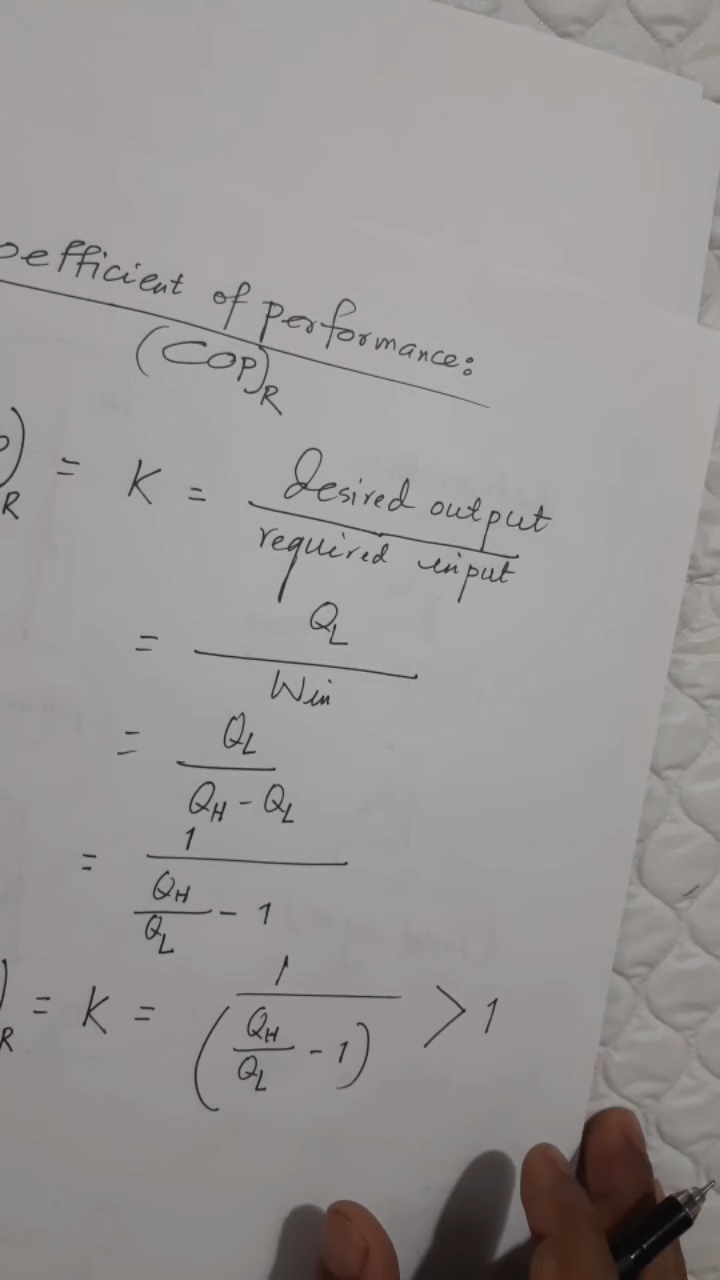 oefficient of performance:
(COP)R
)R = K = desired output / required input
= QL / Win
= QL / QH - QL
= 1 / QH/QL - 1
)R = K = 1 / (QH/QL - 1) > 1